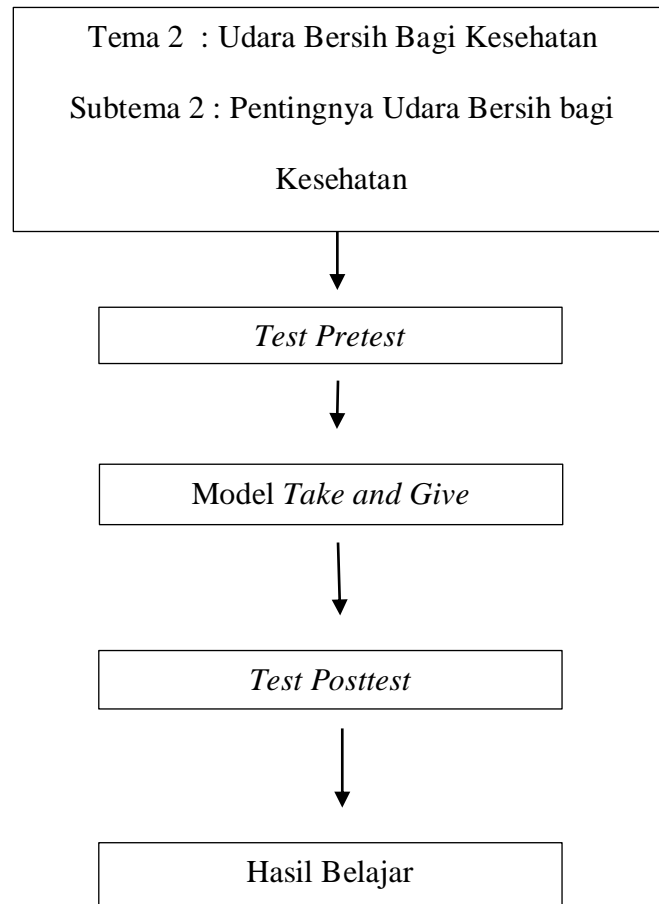 Tema 2 : Udara Bersih Bagi Kesehatan
Subtema 2 : Pentingnya Udara Bersih bagi
Kesehatan
Test Pretest
Model Take and Give
Test Posttest
Hasil Belajar